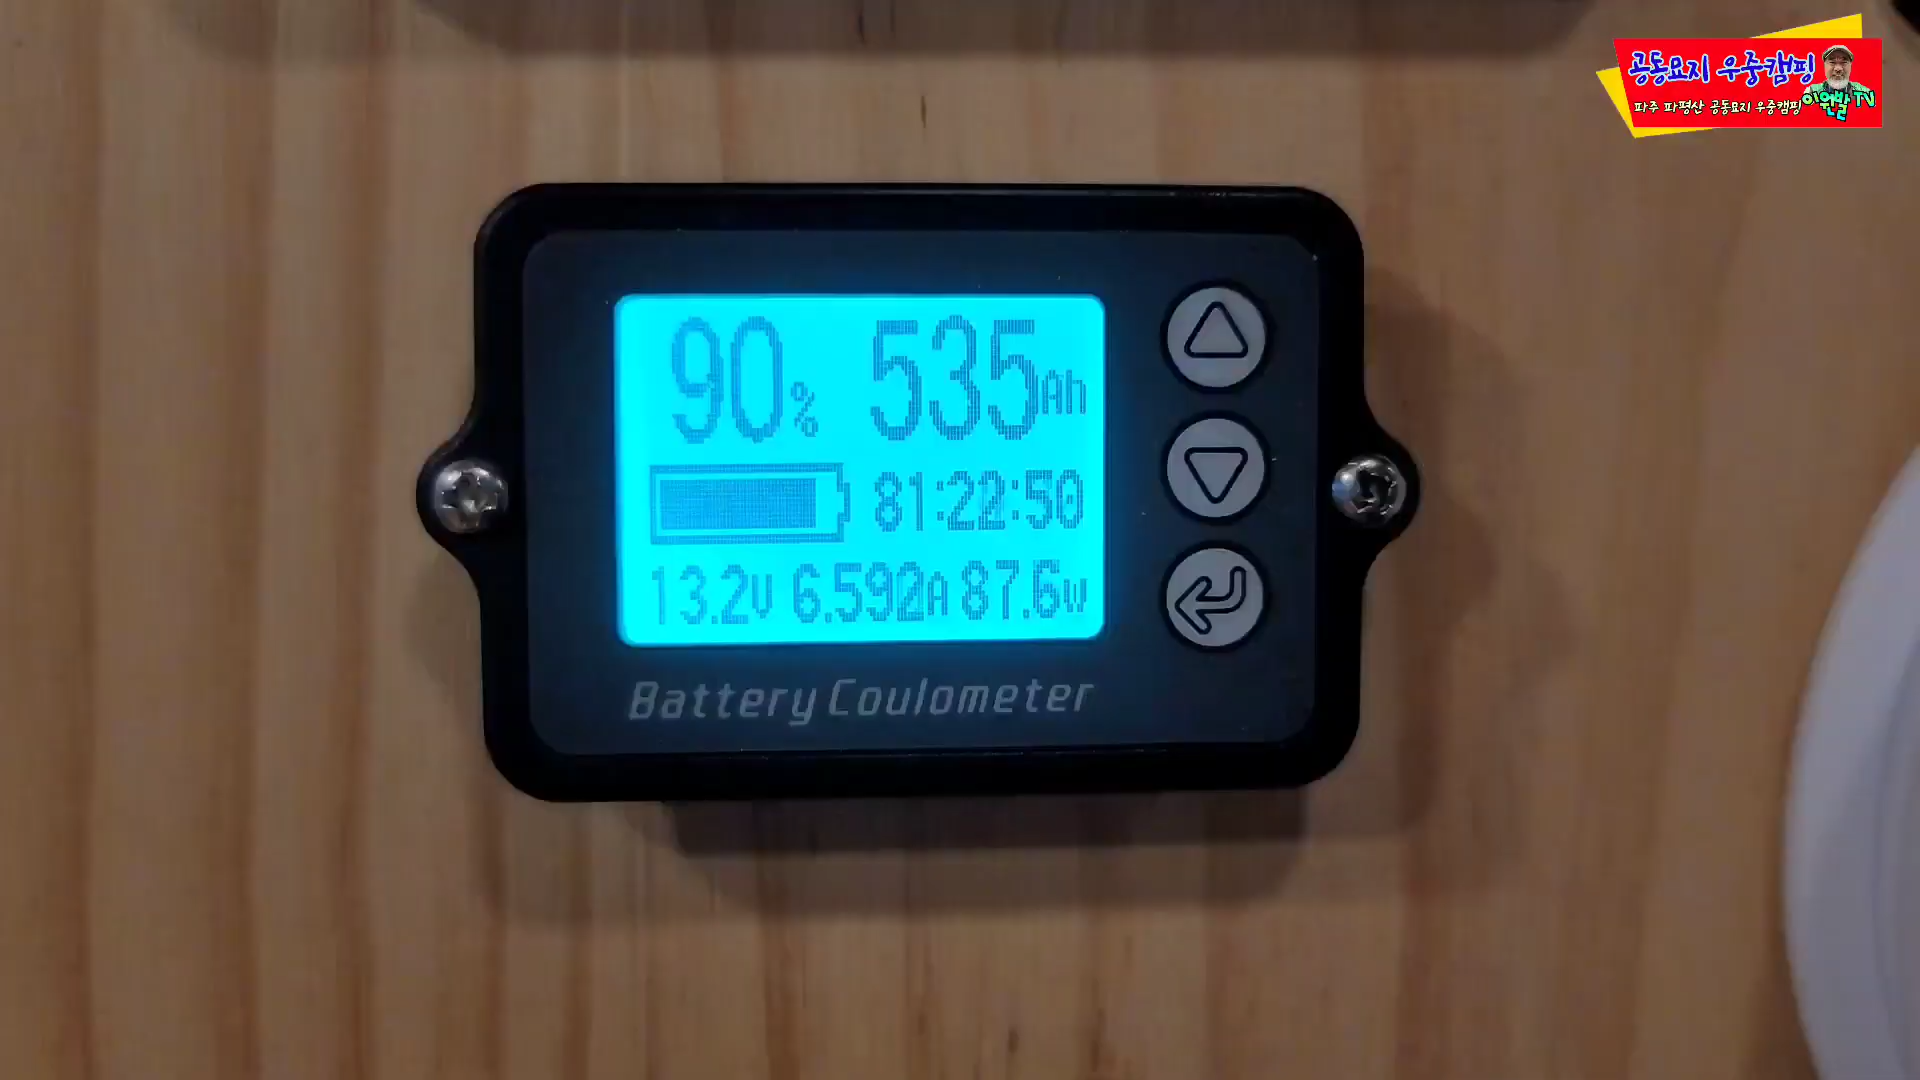 공동묘지 우중캠핑
파주 파평산 공동묘지 우중캠핑
이원발 TV
90% 535Ah
81:22:50
13.2V 6.592A 87.6W
Battery Coulometer